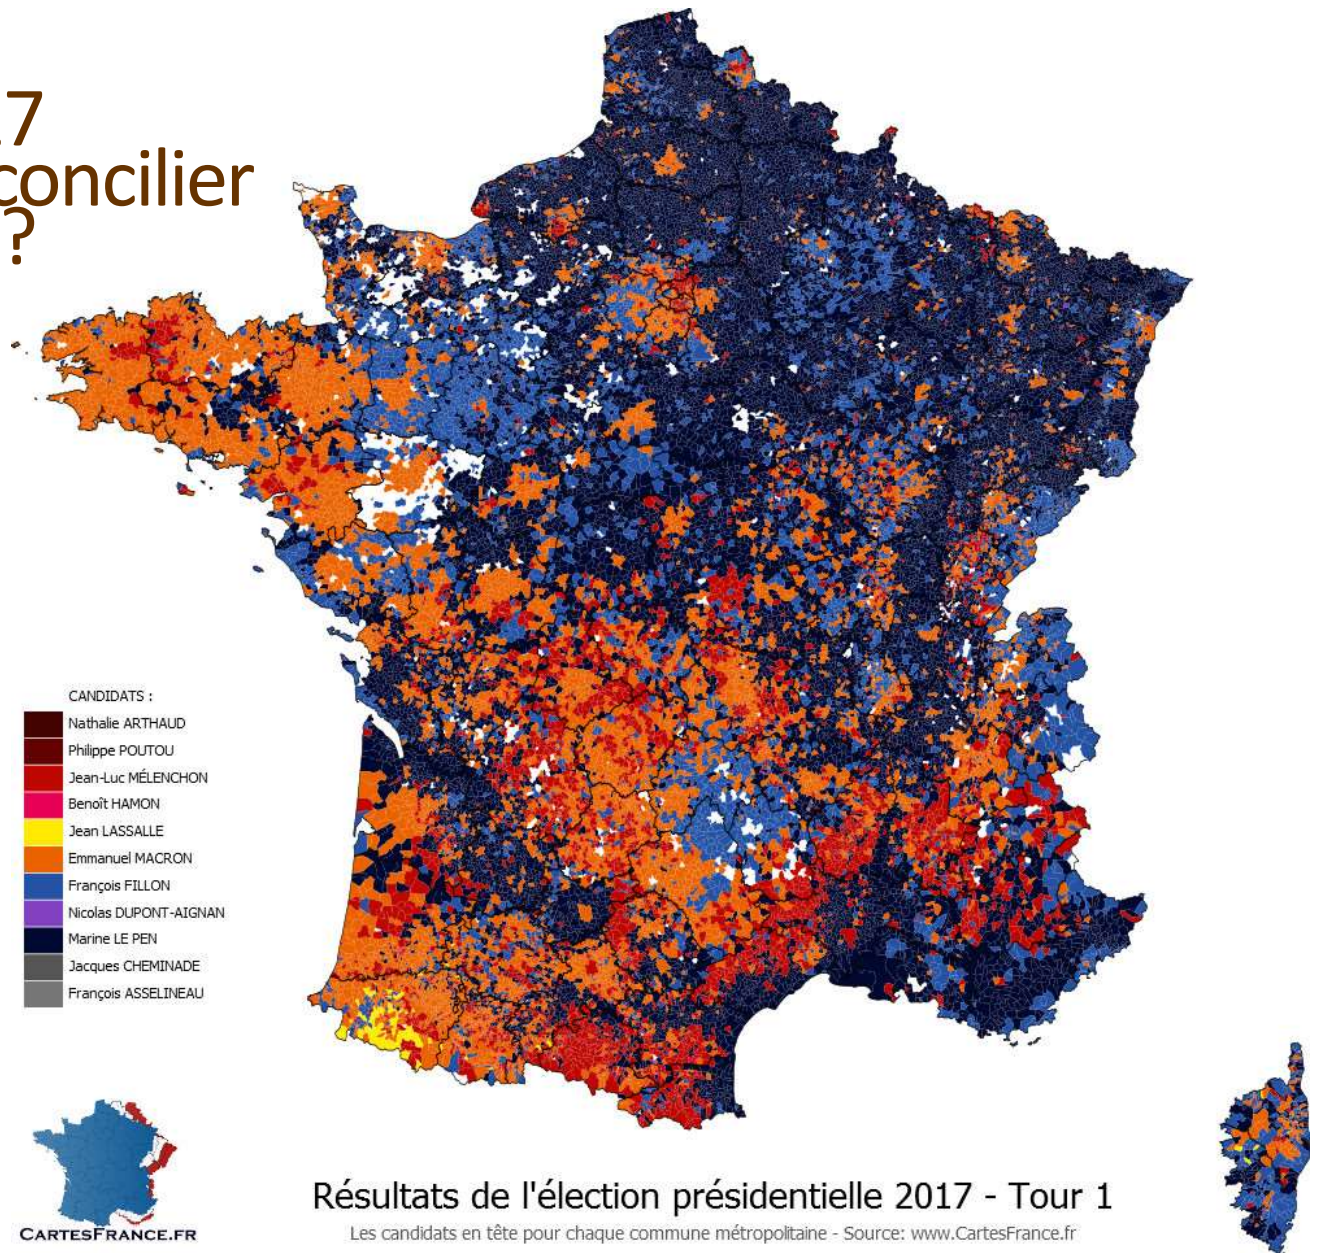 17
concilier
?
CANDIDATS :
Nathalie ARTHAUD
Philippe POUTOU
Jean-Luc MÉLENCHON
Benoît HAMON
Jean LASSALLE
Emmanuel MACRON
François FILLON
Nicolas DUPONT-AIGNAN
Marine LE PEN
Jacques CHEMINADE
François ASSELINEAU
CARTESFRANCE.FR
Résultats de l'élection présidentielle 2017 - Tour 1
Les candidats en tête pour chaque commune métropolitaine - Source: www.CartesFrance.fr